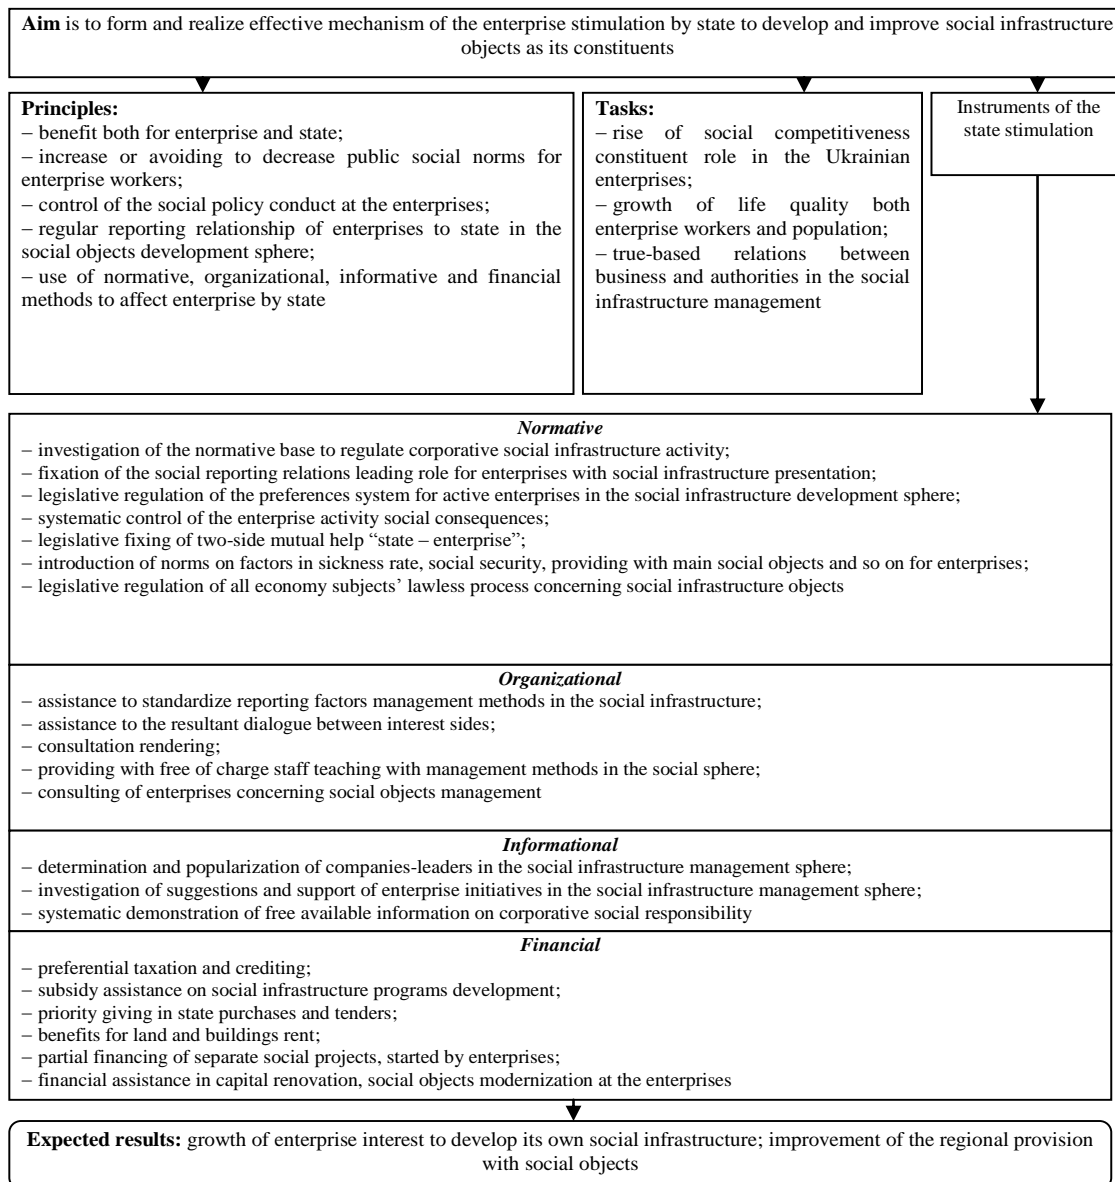 Aim is to form and realize effective mechanism of the enterprise stimulation by state to develop and improve social infrastructure
objects as its constituents
Principles:
– benefit both for enterprise and state;
– increase or avoiding to decrease public social norms for
enterprise workers;
– control of the social policy conduct at the enterprises;
– regular reporting relationship of enterprises to state in the
social objects development sphere;
– use of normative, organizational, informative and financial
methods to affect enterprise by state
Tasks:
– rise of social competitiveness
constituent role in the Ukrainian
enterprises;
– growth of life quality both
enterprise workers and population;
– true-based relations between
business and authorities in the social
infrastructure management
Instruments of the
state stimulation
Normative
– investigation of the normative base to regulate corporative social infrastructure activity;
– fixation of the social reporting relations leading role for enterprises with social infrastructure presentation;
– legislative regulation of the preferences system for active enterprises in the social infrastructure development sphere;
– systematic control of the enterprise activity social consequences;
– legislative fixing of two-side mutual help “state – enterprise”;
– introduction of norms on factors in sickness rate, social security, providing with main social objects and so on for enterprises;
– legislative regulation of all economy subjects’ lawless process concerning social infrastructure objects
Organizational
– assistance to standardize reporting factors management methods in the social infrastructure;
– assistance to the resultant dialogue between interest sides;
– consultation rendering;
– providing with free of charge staff teaching with management methods in the social sphere;
– consulting of enterprises concerning social objects management
Informational
– determination and popularization of companies-leaders in the social infrastructure management sphere;
– investigation of suggestions and support of enterprise initiatives in the social infrastructure management sphere;
– systematic demonstration of free available information on corporative social responsibility
Financial
– preferential taxation and crediting;
– subsidy assistance on social infrastructure programs development;
– priority giving in state purchases and tenders;
– benefits for land and buildings rent;
– partial financing of separate social projects, started by enterprises;
– financial assistance in capital renovation, social objects modernization at the enterprises
Expected results: growth of enterprise interest to develop its own social infrastructure; improvement of the regional provision
with social objects